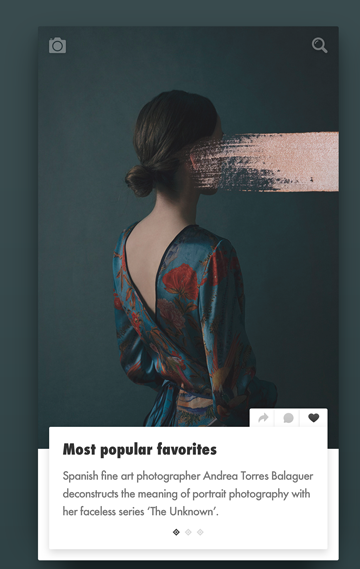 Most popular favorites
Spanish fine art photographer Andrea Torres Balaguer
deconstructs the meaning of portrait photography with
her faceless series ‘The Unknown’.